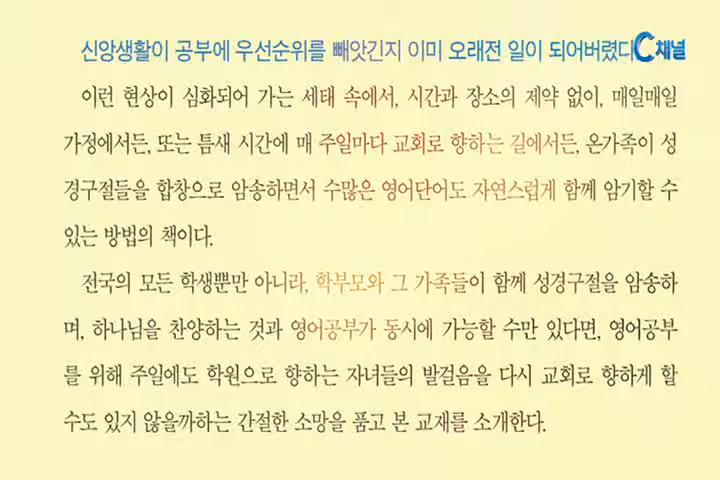 신앙생활이 공부에 우선순위를 빼앗긴지 이미 오래전 일이 되어버렸다
C채널
이런 현상이 심화되어 가는 세태 속에서, 시간과 장소의 제약 없이, 매일매일
가정에서든, 또는 틈새 시간에 매 주일마다 교회로 향하는 길에서든, 온가족이 성
경구절들을 합창으로 암송하면서 수많은 영어단어도 자연스럽게 함께 암기할 수
있는 방법의 책이다.
전국의 모든 학생뿐만 아니라, 학부모와 그 가족들이 함께 성경구절을 암송하
며, 하나님을 찬양하는 것과 영어공부가 동시에 가능할 수만 있다면, 영어공부
를 위해 주일에도 학원으로 향하는 자녀들의 발걸음을 다시 교회로 향하게 할
수도 있지 않을까하는 간절한 소망을 품고 본 교재를 소개한다.